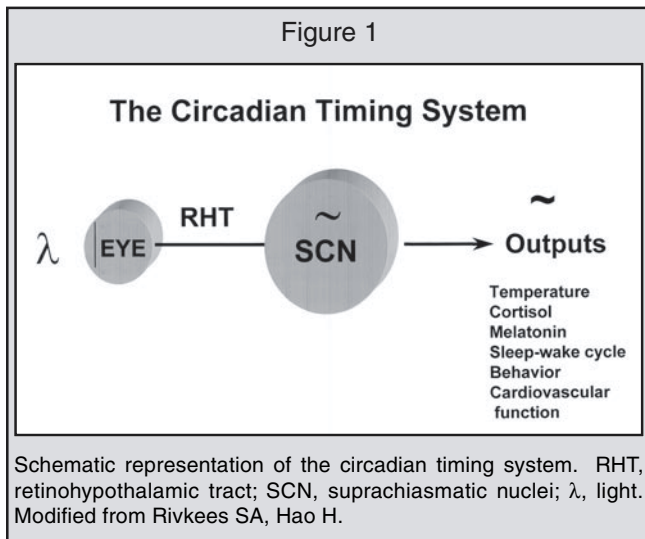 Figure 1
The Circadian Timing System
λ
EYE
RHT
~
SCN
~
Outputs
Temperature
Cortisol
Melatonin
Sleep-wake cycle
Behavior
Cardiovascular
function
Schematic representation of the circadian timing system. RHT,
retinohypothalamic tract; SCN, suprachiasmatic nuclei; λ, light.
Modified from Rivkees SA, Hao H.